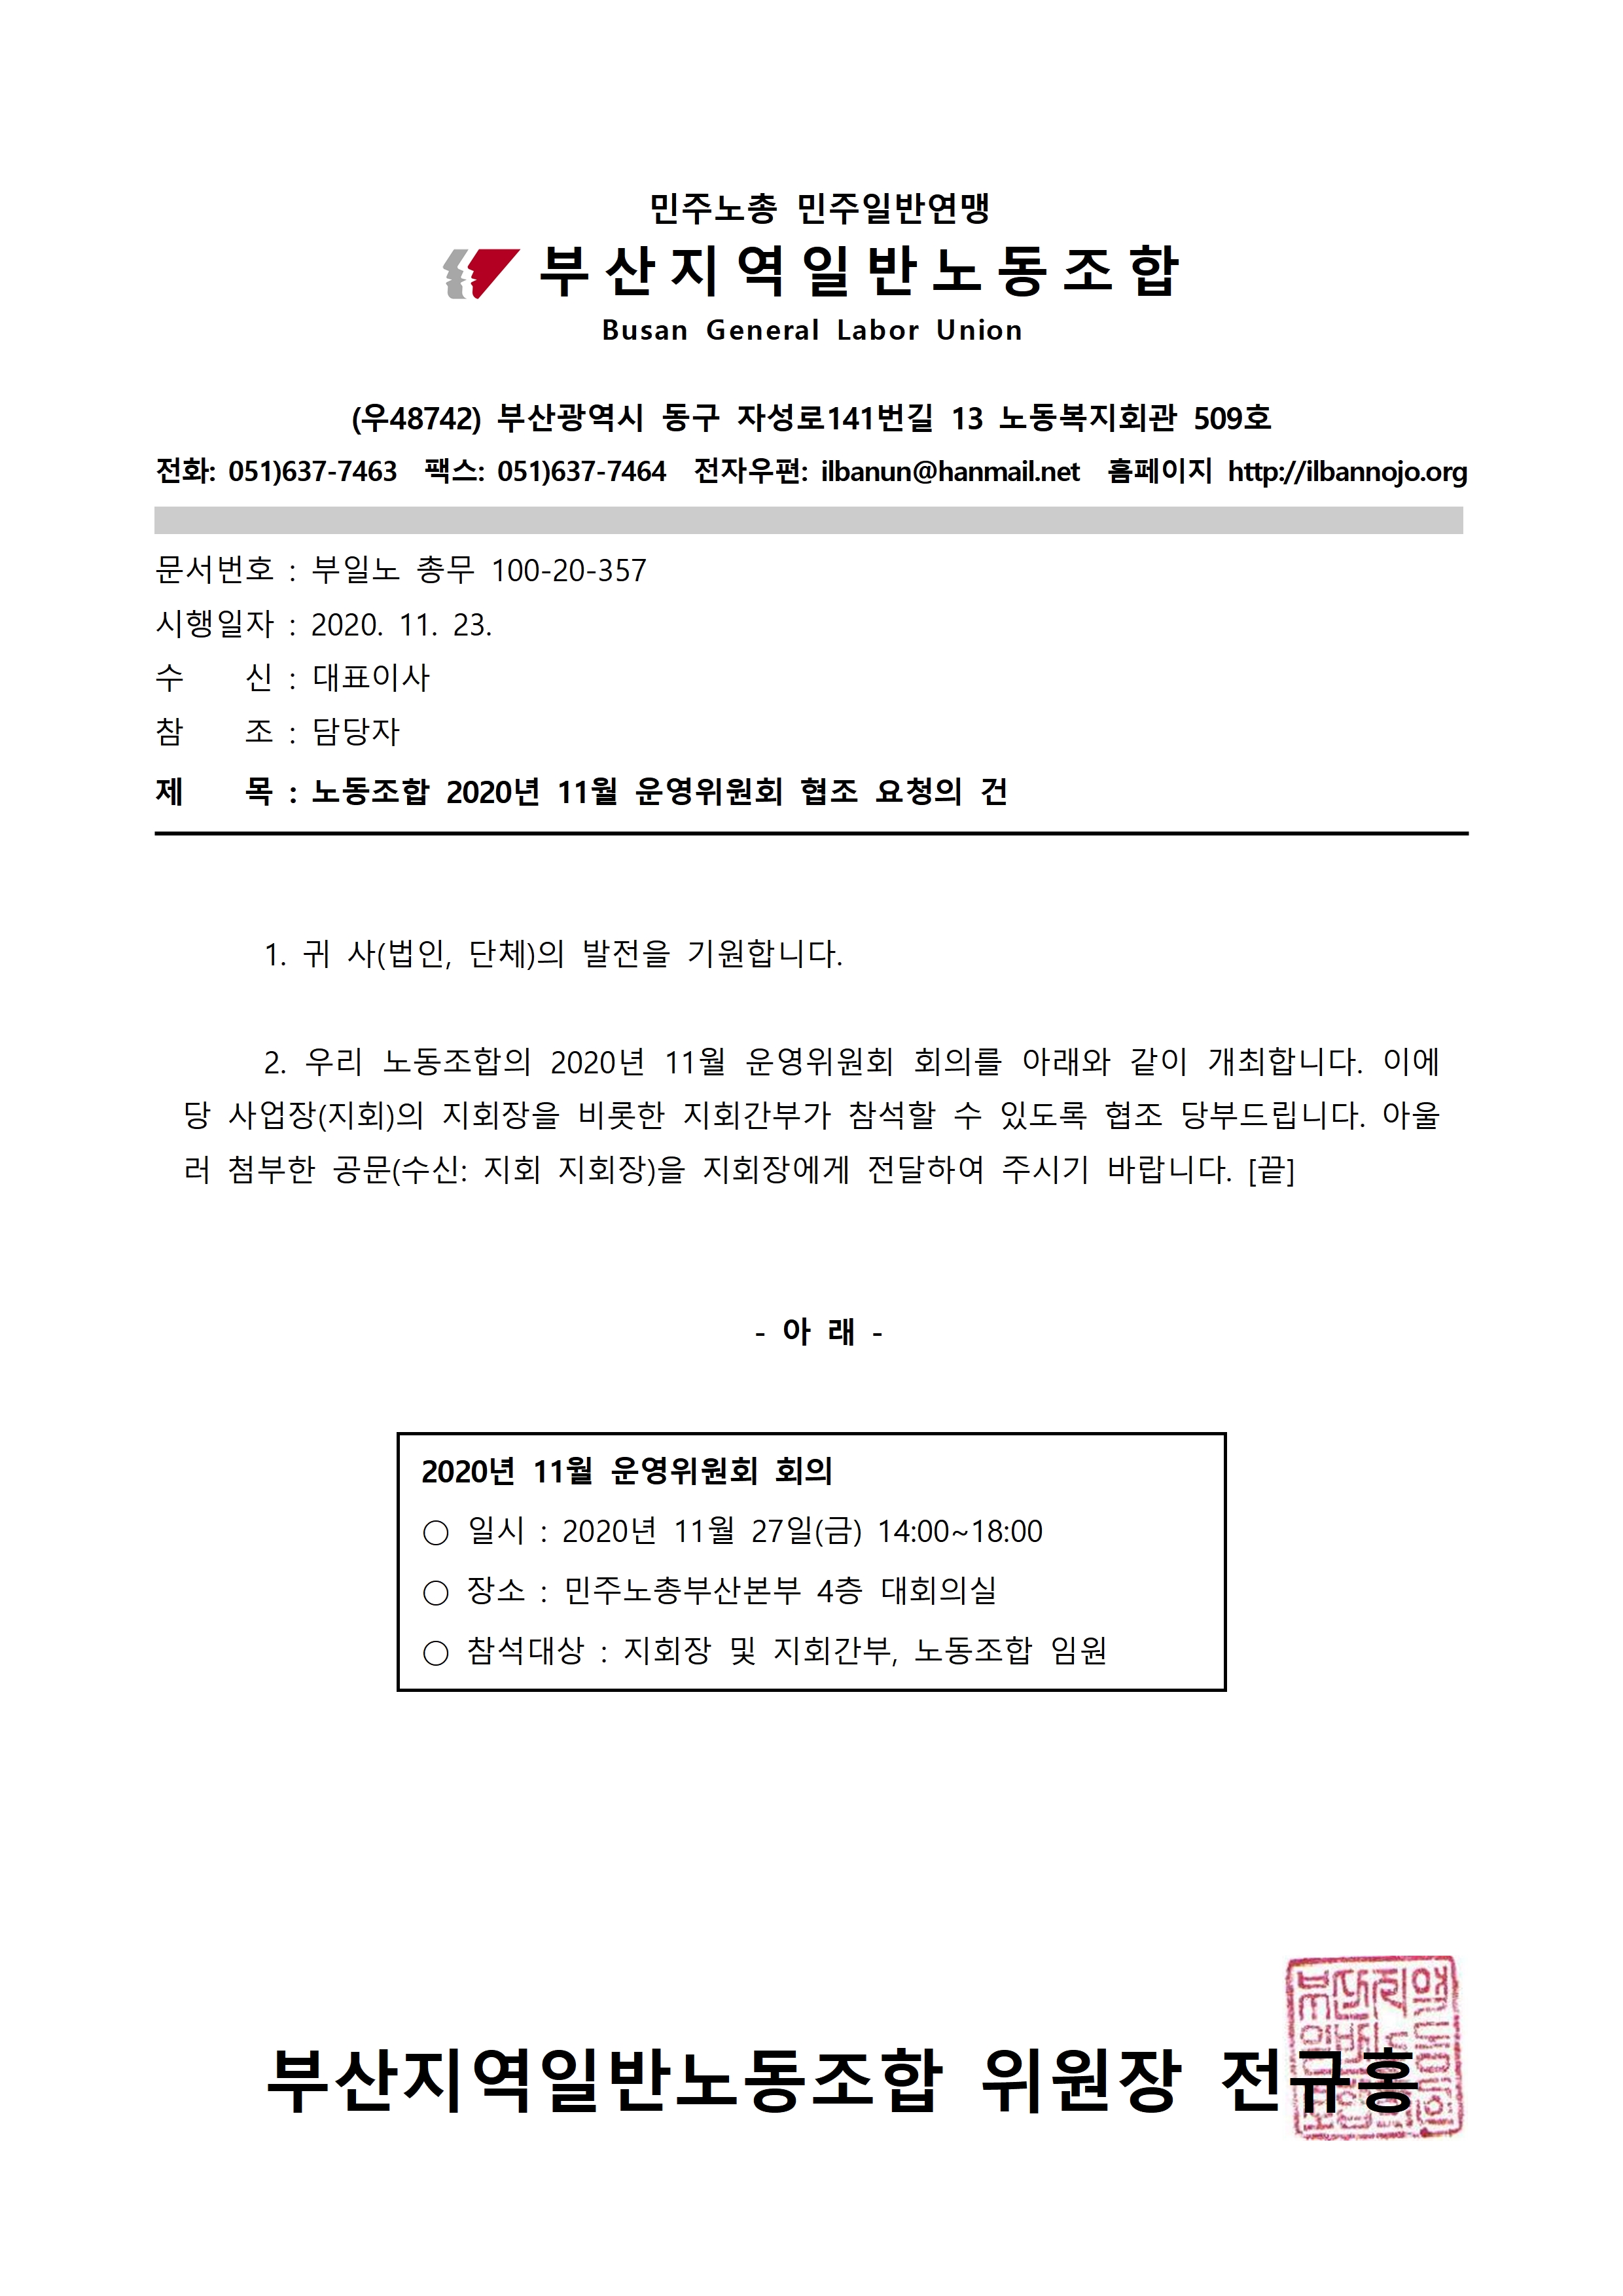 민주노총 민주일반연맹
부산지역일반노동조합
Busan General Labor Union
(우48742) 부산광역시 동구 자성로141번길 13 노동복지회관 509호
전화: 051)637-7463 팩스: 051)637-7464 전자우편: ilbanun@hanmail.net 홈페이지 http://ilbannojo.org
문서번호 : 부일노 총무 100-20-357
시행일자 : 2020. 11. 23.
수 신 : 대표이사
참 조 : 담당자
제 목 : 노동조합 2020년 11월 운영위원회 협조 요청의 건
1. 귀 사(법인, 단체)의 발전을 기원합니다.
2. 우리 노동조합의 2020년 11월 운영위원회 회의를 아래와 같이 개최합니다. 이에
당 사업장(지회)의 지회장을 비롯한 지회간부가 참석할 수 있도록 협조 당부드립니다. 아울
러 첨부한 공문(수신: 지회 지회장)을 지회장에게 전달하여 주시기 바랍니다. [끝]
- 아 래 -
2020년 11월 운영위원회 회의
○ 일시 : 2020년 11월 27일(금) 14:00~18:00
○ 장소 : 민주노총부산본부 4층 대회의실
○ 참석대상 : 지회장 및 지회간부, 노동조합 임원
부산지역일반노동조합 위원장 전규홍